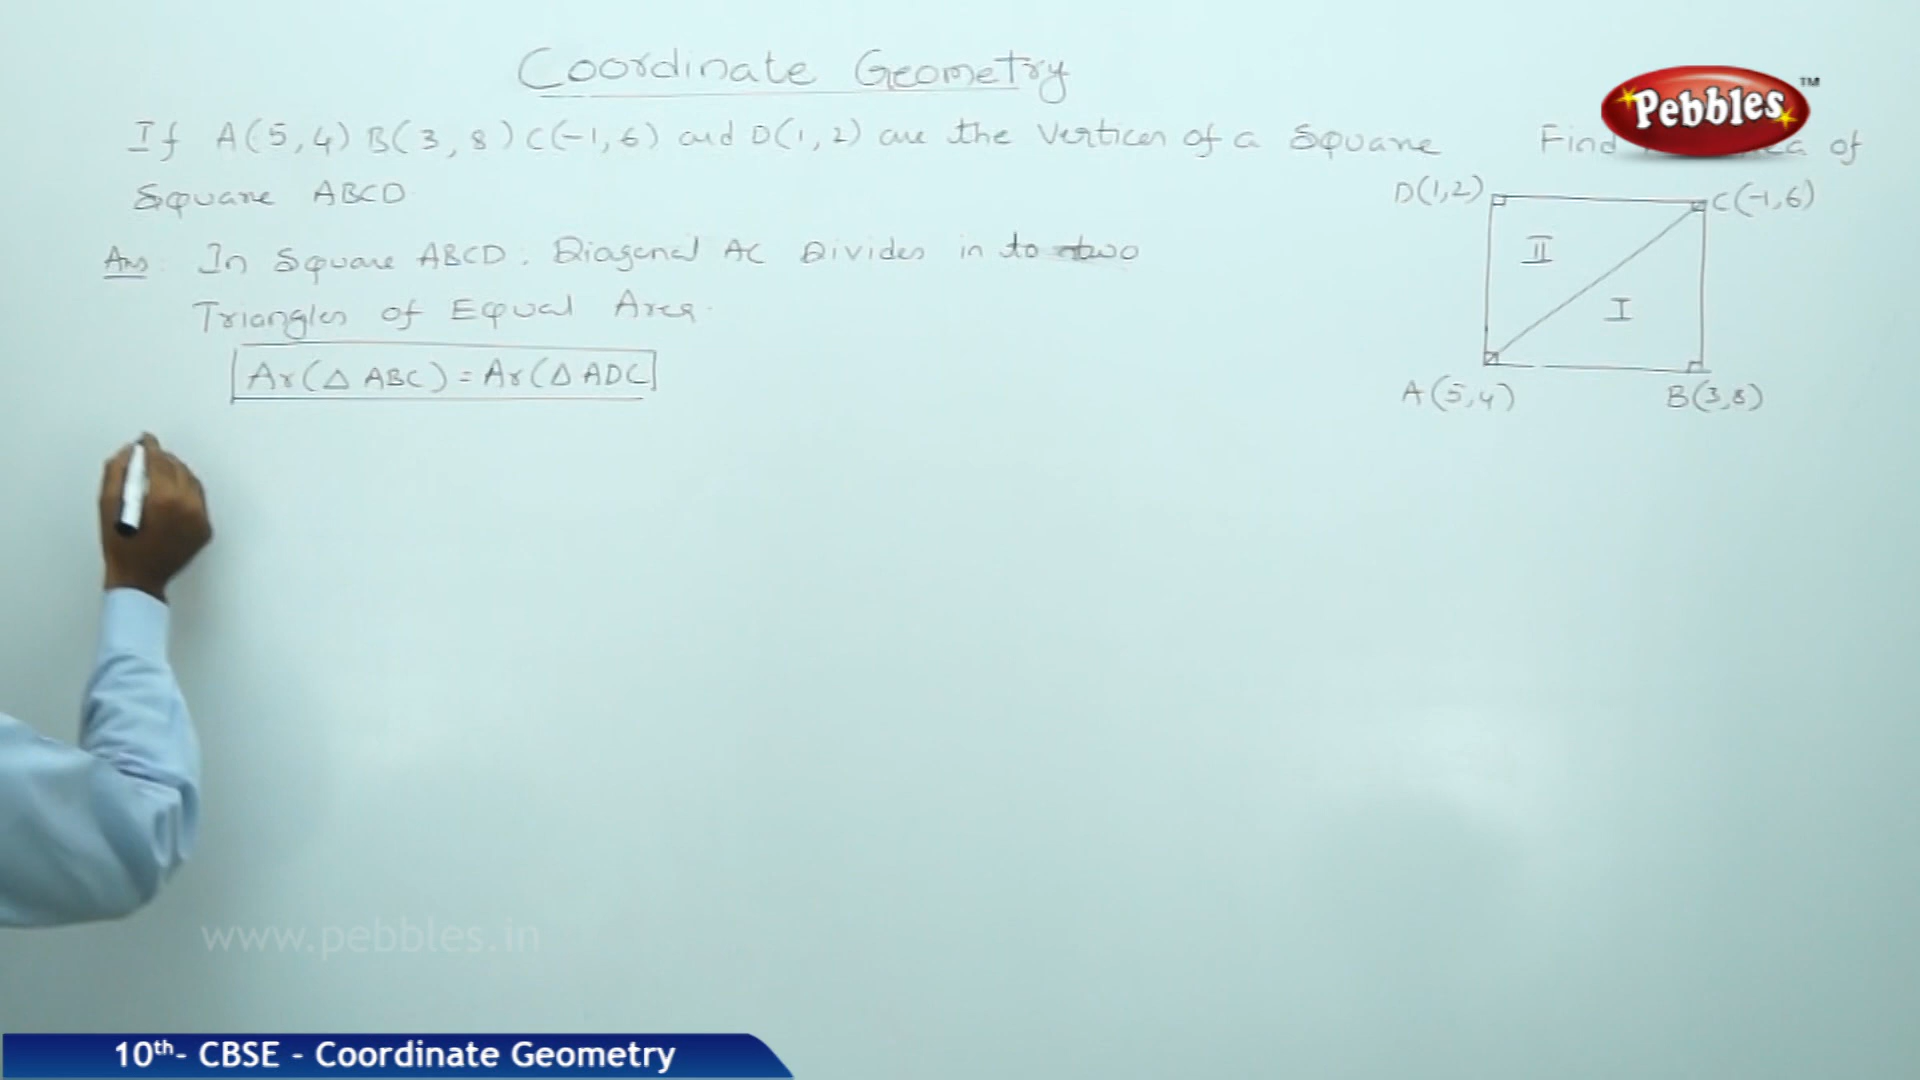 Coordinate Geometry
Pebbles™
If A(5,4) B(3,8) C(-1,6) and D(1,2) are the Vertices of a Square Find of
Square ABCD
D(1,2)
C(-1,6)
Ans: In Square ABCD, Diagonal AC Divides in to two
II
Triangles of Equal Area.
I
Ar(△ ABC) = Ar(△ ADC
A(5,4)
B(3,8)
www.pebbles.in
10th- CBSE - Coordinate Geometry